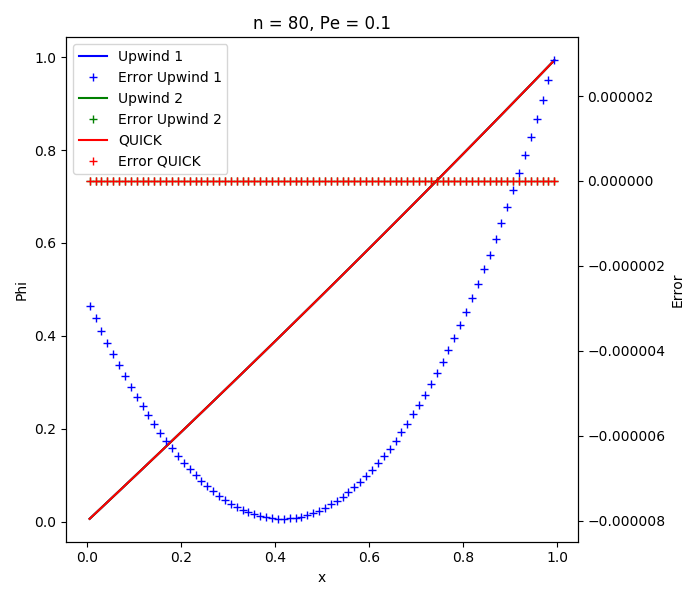 n = 80, Pe = 0.1
Upwind 1
Error Upwind 1
Upwind 2
Error Upwind 2
QUICK
Error QUICK
1.0
0.8
0.6
0.4
0.2
0.0
Phi
0.000002
0.000000
−0.000002
−0.000004
−0.000006
−0.000008
Error
0.0 0.2 0.4 0.6 0.8 1.0
x